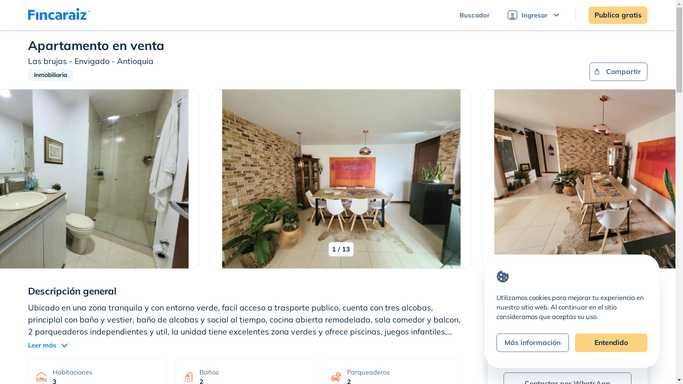 Fincaraiz
Buscador
Ingresar
Publica gratis
Apartamento en venta
Las brujas - Envigado - Antioquia
Inmobiliaria
Compartir
1 / 13
Descripción general
Ubicado en una zona tranquila y con entorno verde, facil acceso a trasporte publico, cuenta con tres alcobas,
principlal con baño y vestier, baño de alcobas y social al tiempo, cocina abierta remodelada, sala comedor y balcon,
2 parqueaderos independientes y util, la unidad tiene excelentes zona verdes y ofrece piscinas, juegos infantiles,...
Leer más
Habitaciones
3
Baños
2
Parqueaderos
2
Utilizamos cookies para mejorar tu experiencia en
nuestro sitio web. Al continuar en el sitio
consideramos que aceptas su uso.
Más información
Entendido
Contactar por WhatsApp